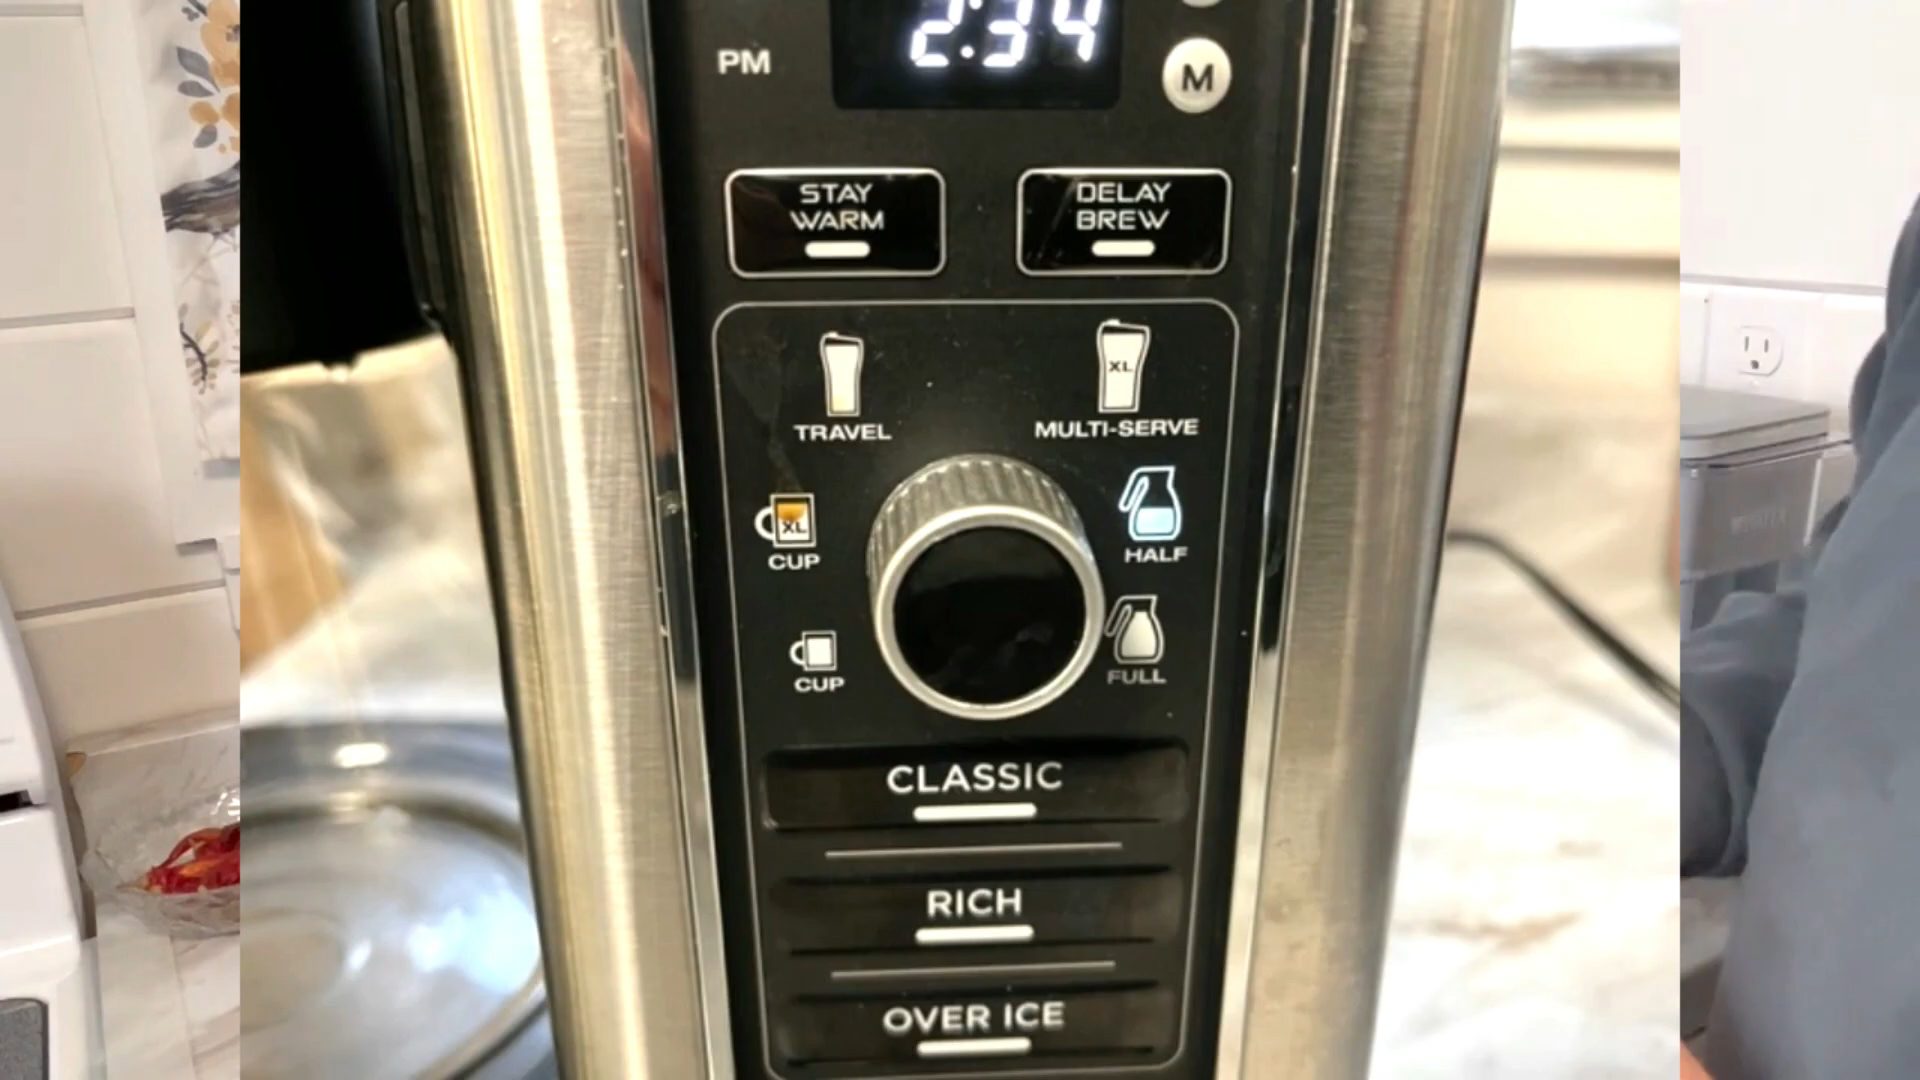 2:34
PM
M
STAY
WARM
DELAY
BREW
TRAVEL
XL
MULTI-SERVE
XL
CUP
HALF
CUP
FULL
CLASSIC
RICH
OVER ICE